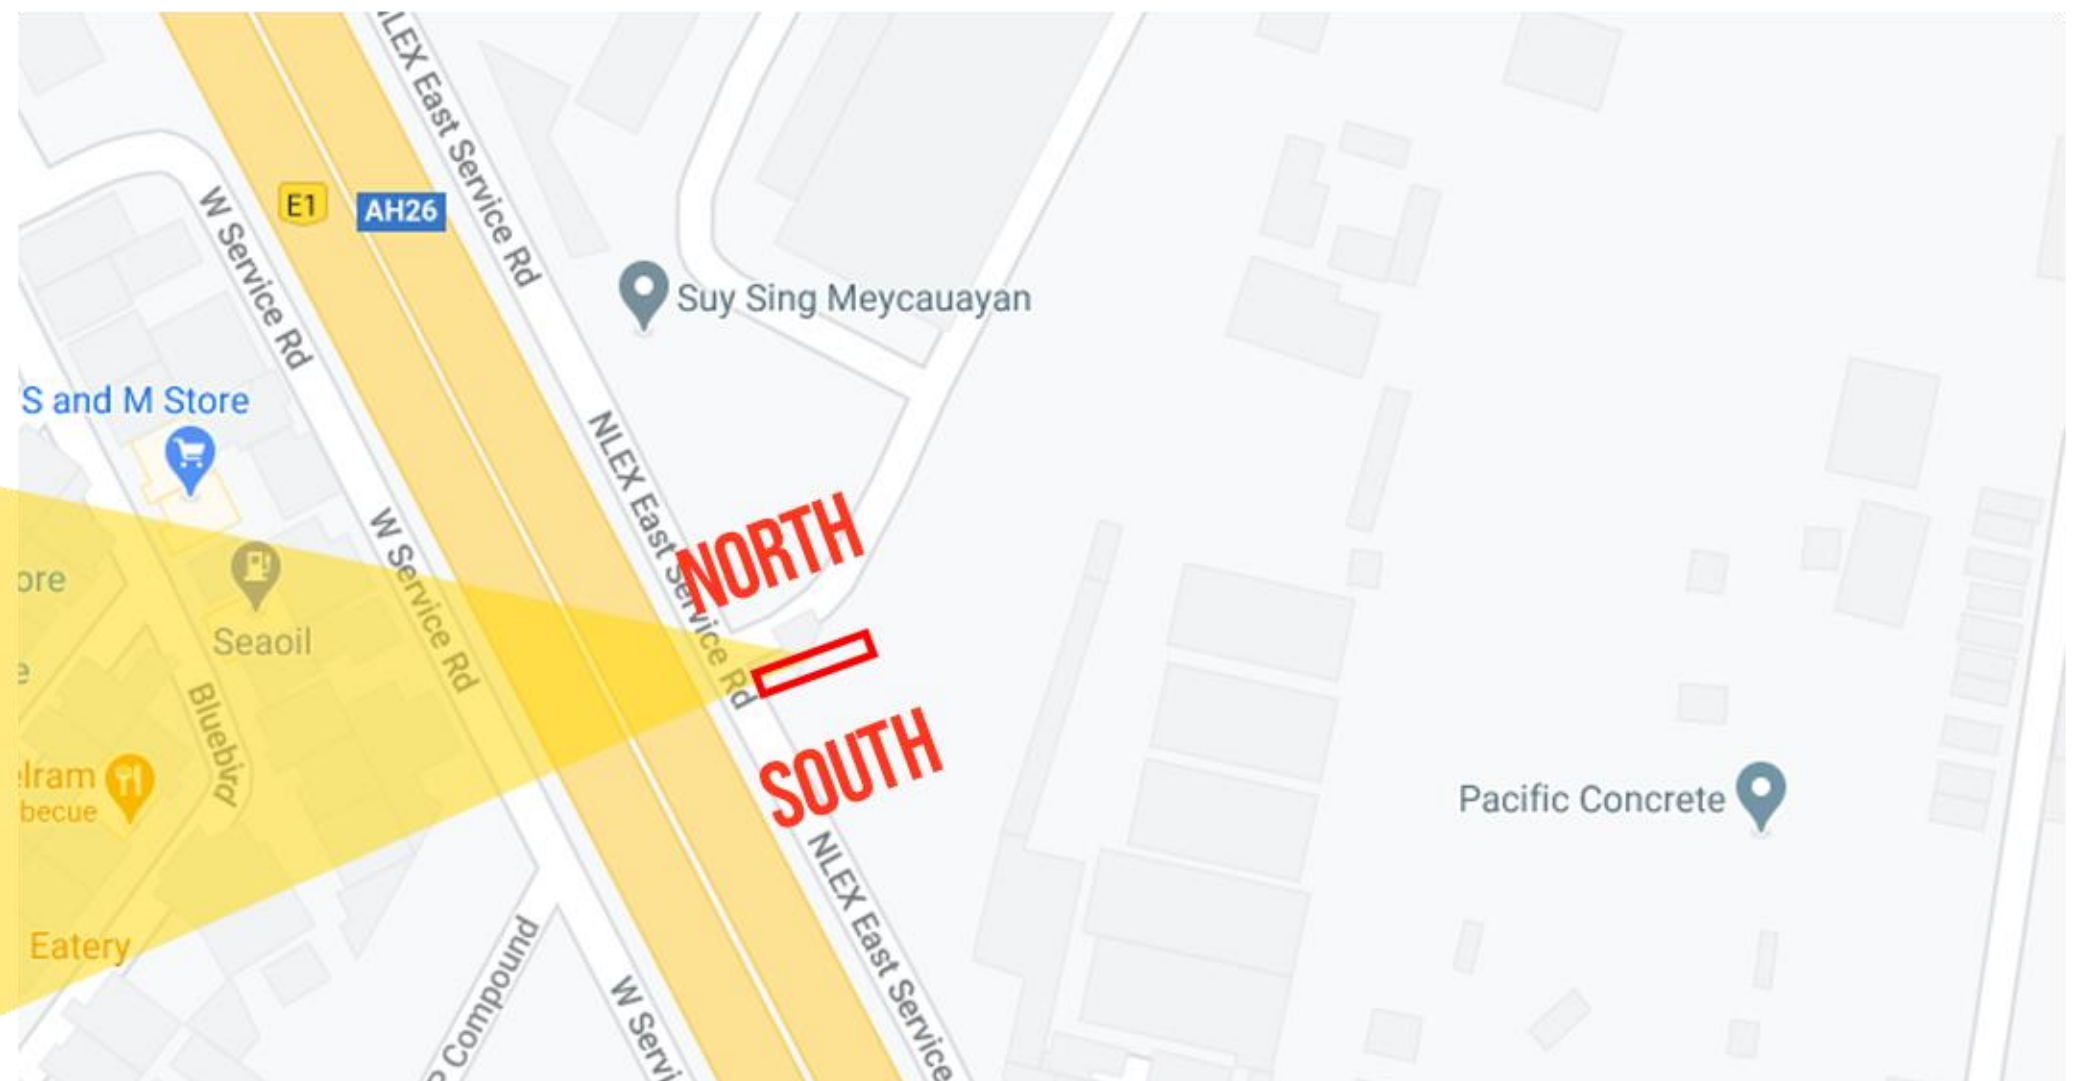 NLEX East Service Rd
E1
AH26
W Service Rd
Suy Sing Meycauayan
S and M Store
NLEX East Service Rd
NORTH
W Service Rd
ore
Seaoil
e
Bluebird
SOUTH
elram
becue
Pacific Concrete
NLEX East Service
Eatery
P Compound
W Servi